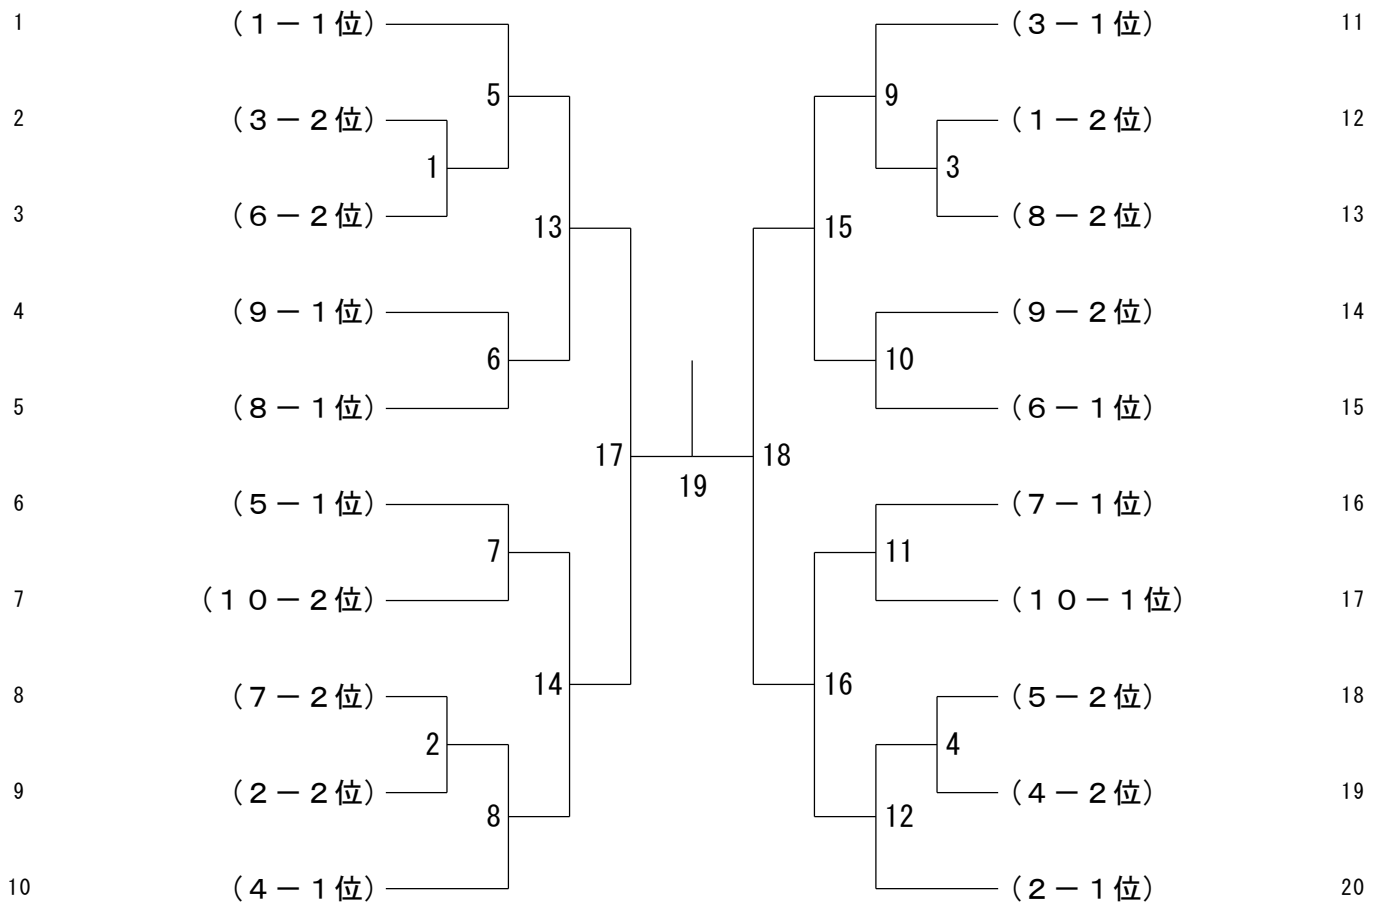 1 (1－1位) (3－1位) 11
5 9
2 (3－2位) (1－2位) 12
1 3
3 (6－2位) (8－2位) 13
13 15
4 (9－1位) (9－2位) 14
6 10
5 (8－1位) (6－1位) 15
17 18
19
6 (5－1位) (7－1位) 16
7 11
7 (10－2位) (10－1位) 17
14 16
8 (7－2位) (5－2位) 18
2 4
9 (2－2位) (4－2位) 19
8 12
10 (4－1位) (2－1位) 20